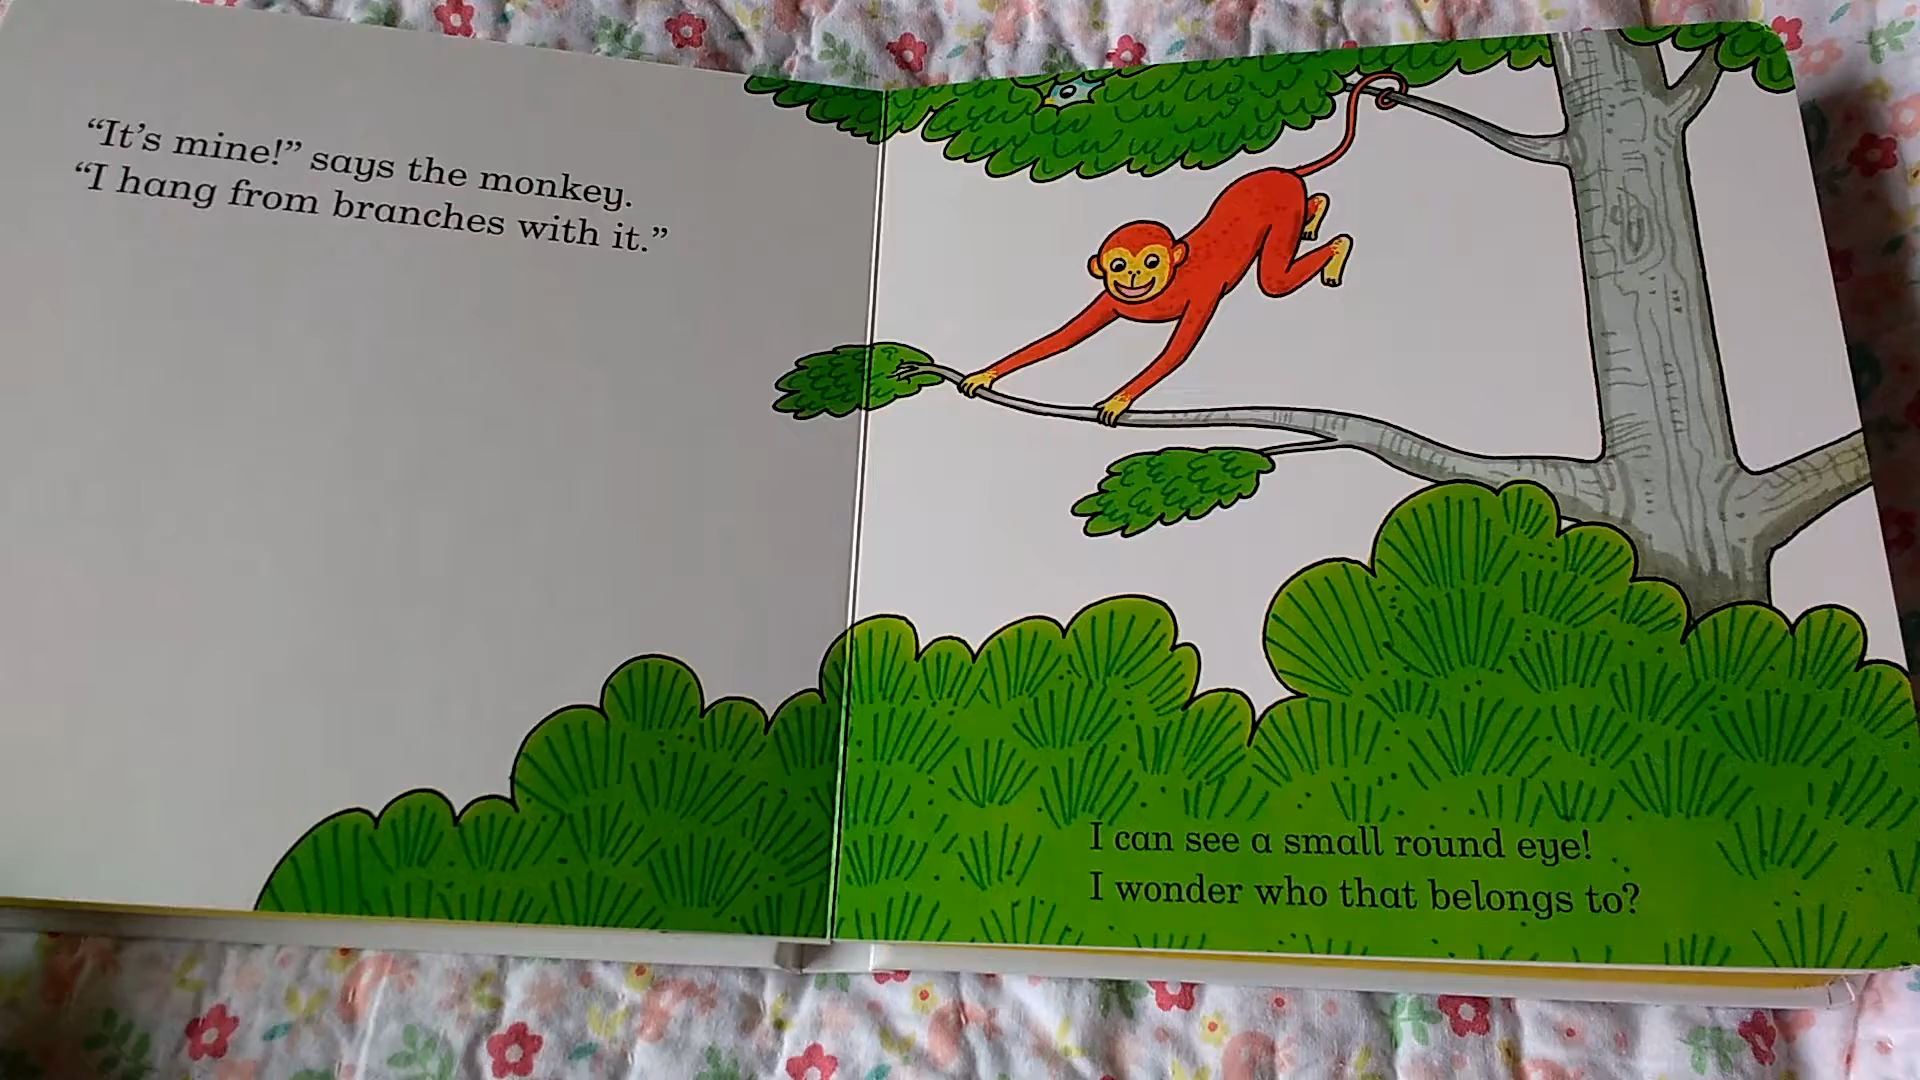 “It’s mine!” says the monkey.
“I hang from branches with it.”
I can see a small round eye!
I wonder who that belongs to?